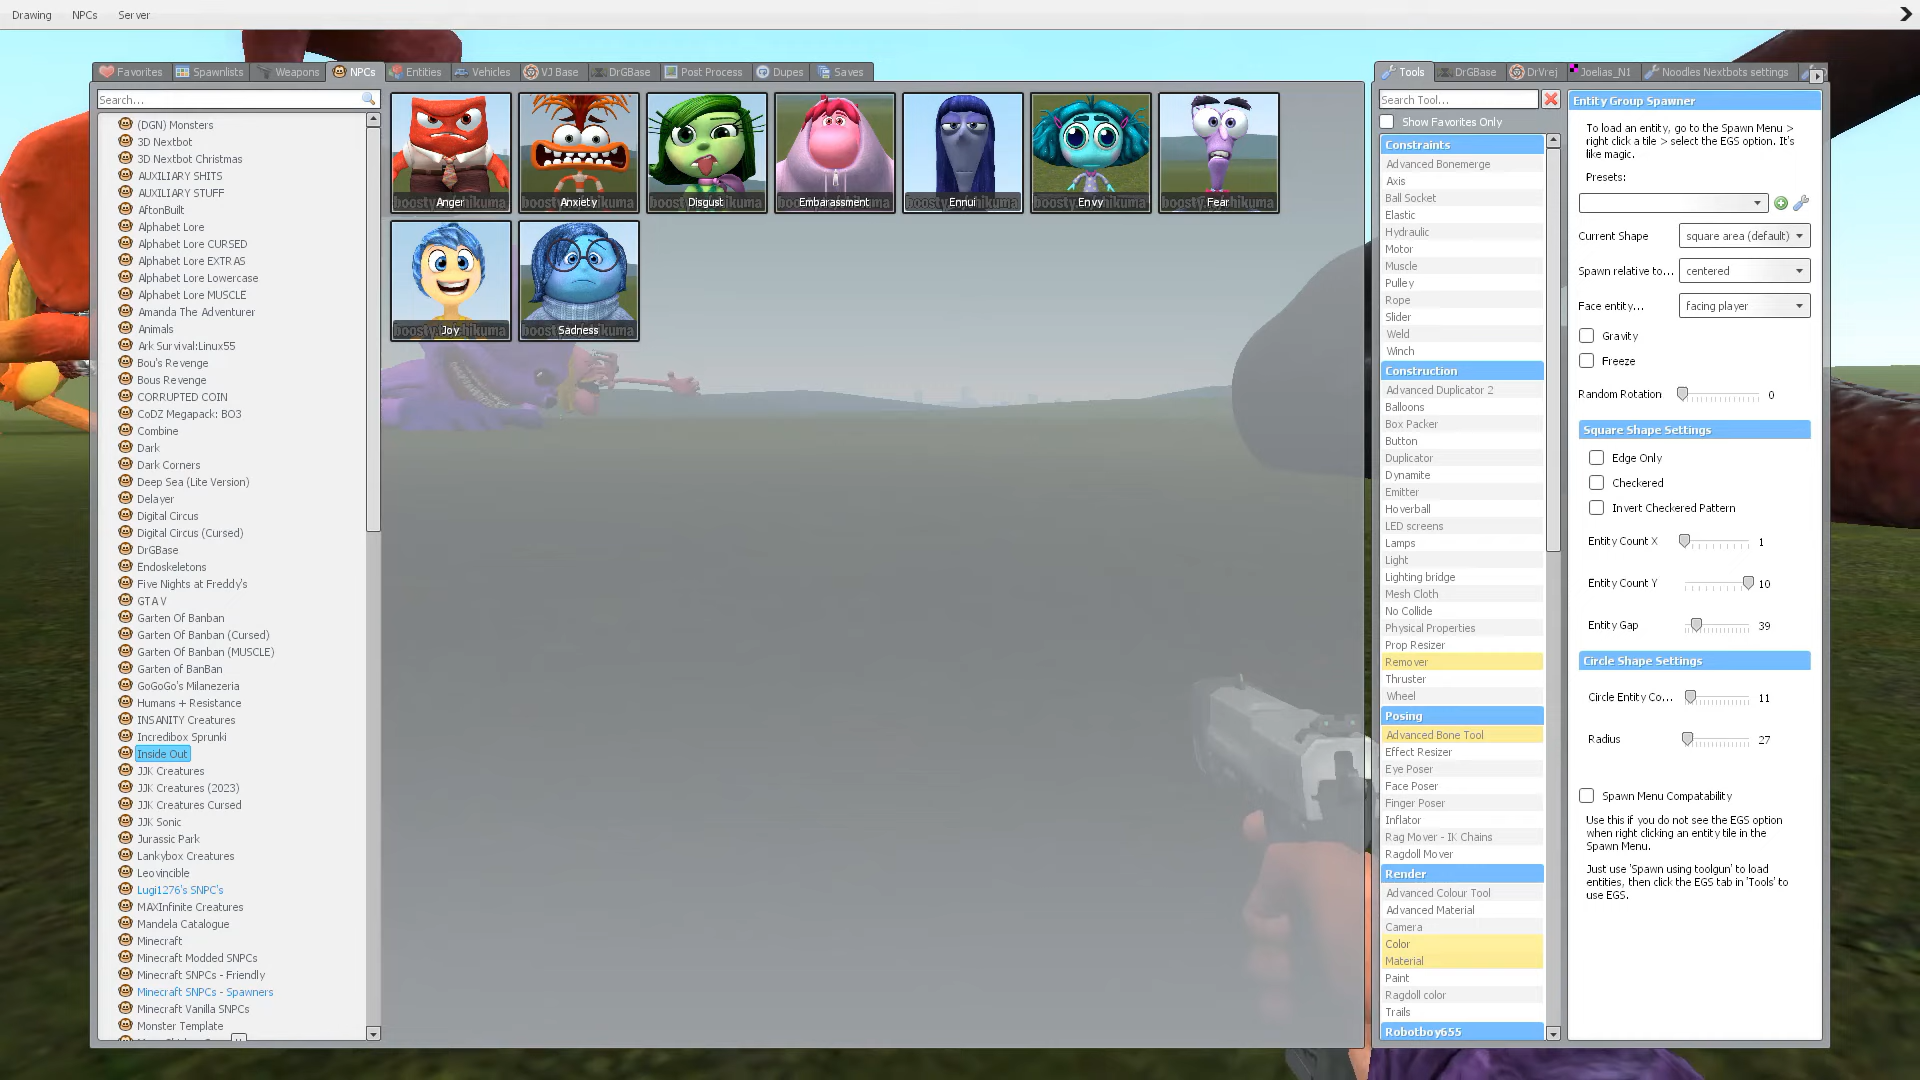 Drawing NPCs Server
Favorites Spawnlists Weapons NPCs Entities Vehicles VJ Base DrGBase Post Process Dupes Saves
Search...
(DGN) Monsters
3D Nextbot
3D Nextbot Christmas
AUXILIARY SHITS
AUXILIARY STUFF
AftonBuilt
Alphabet Lore
Alphabet Lore CURSED
Alphabet Lore EXTRAS
Alphabet Lore Lowercase
Alphabet Lore MUSCLE
Amanda The Adventurer
Animals
Ark Survival:Linux55
Bou's Revenge
Bous Revenge
CORRUPTED COIN
CoDZ Megapack: BO3
Combine
Dark
Dark Corners
Deep Sea (Lite Version)
Delayer
Digital Circus
Digital Circus (Cursed)
DrGBase
Endoskeletons
Five Nights at Freddy's
GTA V
Garten Of Banban
Garten Of Banban (Cursed)
Garten Of Banban (MUSCLE)
Garten of BanBan
GoGoGo's Milanezeria
Humans + Resistance
INSANITY Creatures
Incredibox Sprunki
Inside Out
JJK Creatures
JJK Creatures (2023)
JJK Creatures Cursed
JJK Sonic
Jurassic Park
Lankybox Creatures
Leovincible
Lugi1276's SNPC's
MAXInfinite Creatures
Mandela Catalogue
Minecraft
Minecraft Modded SNPCs
Minecraft SNPCs - Friendly
Minecraft SNPCs - Spawners
Minecraft Vanilla SNPCs
Monster Template
Anger Anxiety Disgust Embarassment Ennui Envy Fear
Joy Sadness
Tools DrGBase DrVrej Joelias_N1 Noodles Nextbots settings
Search Tool...
Show Favorites Only
Constraints
Advanced Bonemerge
Axis
Ball Socket
Elastic
Hydraulic
Motor
Muscle
Pulley
Rope
Slider
Weld
Winch
Construction
Advanced Duplicator 2
Balloons
Box Packer
Button
Duplicator
Dynamite
Emitter
Hoverball
LED screens
Lamps
Light
Lighting bridge
Mesh Cloth
No Collide
Physical Properties
Prop Resizer
Remover
Thruster
Wheel
Posing
Advanced Bone Tool
Effect Resizer
Eye Poser
Face Poser
Finger Poser
Inflator
Rag Mover - IK Chains
Ragdoll Mover
Render
Advanced Colour Tool
Advanced Material
Camera
Color
Material
Paint
Ragdoll color
Trails
Robotboy655
Entity Group Spawner
To load an entity, go to the Spawn Menu >
right click a tile > select the EGS option. It's
like magic.
Presets:
Current Shape square area (default)
Spawn relative to... centered
Face entity... facing player
Gravity
Freeze
Random Rotation 0
Square Shape Settings
Edge Only
Checkered
Invert Checkered Pattern
Entity Count X 1
Entity Count Y 10
Entity Gap 39
Circle Shape Settings
Circle Entity Co... 11
Radius 27
Spawn Menu Compatability
Use this if you do not see the EGS option
when right clicking an entity tile in the
Spawn Menu.
Just use 'Spawn using toolgun' to load
entities, then click the EGS tab in 'Tools' to
use EGS.